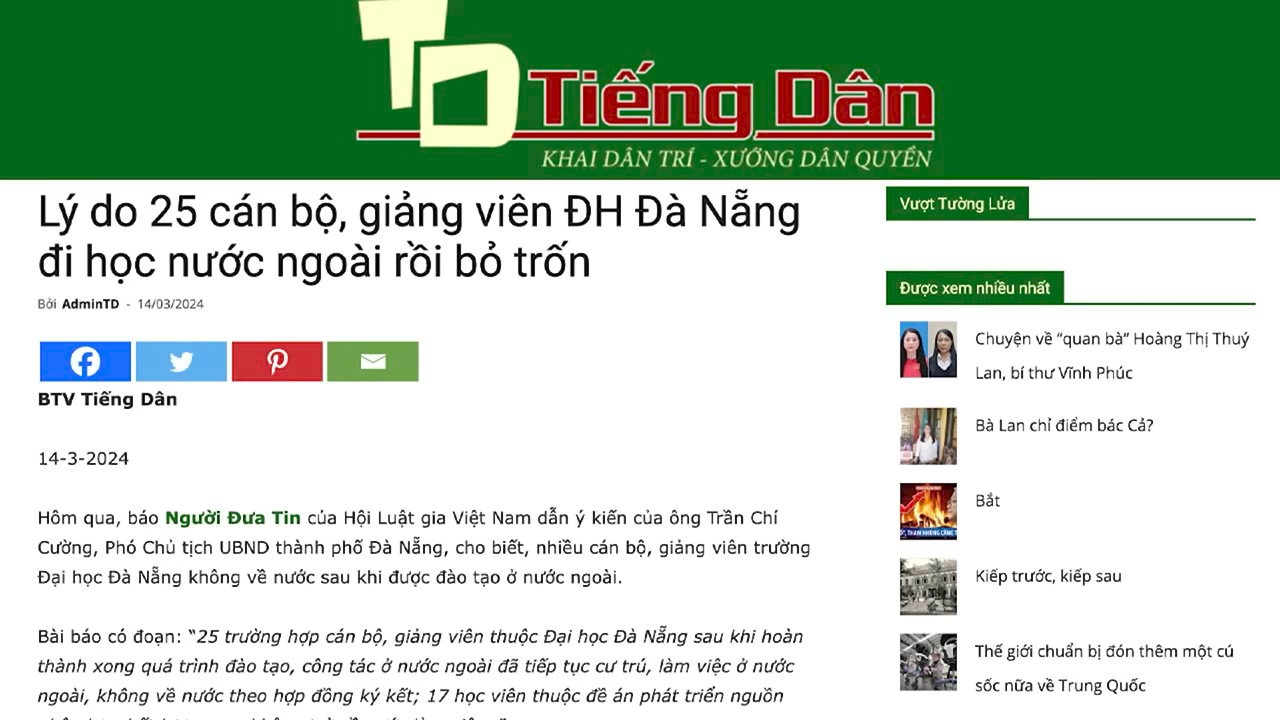 TD Tiếng Dân
KHAI DÂN TRÍ - XƯỚNG DÂN QUYỀN
Lý do 25 cán bộ, giảng viên ĐH Đà Nẵng
đi học nước ngoài rồi bỏ trốn
Bởi AdminTD - 14/03/2024
BTV Tiếng Dân
14-3-2024
Hôm qua, báo Người Đưa Tin của Hội Luật gia Việt Nam dẫn ý kiến của ông Trần Chí
Cường, Phó Chủ tịch UBND thành phố Đà Nẵng, cho biết, nhiều cán bộ, giảng viên trường
Đại học Đà Nẵng không về nước sau khi được đào tạo ở nước ngoài.
Bài báo có đoạn: “25 trường hợp cán bộ, giảng viên thuộc Đại học Đà Nẵng sau khi hoàn
thành xong quá trình đào tạo, công tác ở nước ngoài đã tiếp tục cư trú, làm việc ở nước
ngoài, không về nước theo hợp đồng ký kết; 17 học viên thuộc đề án phát triển nguồn
Vượt Tường Lửa
Được xem nhiều nhất
Chuyện về “quan bà” Hoàng Thị Thuý
Lan, bí thư Vĩnh Phúc
Bà Lan chỉ điểm bác Cả?
Bắt
Kiếp trước, kiếp sau
Thế giới chuẩn bị đón thêm một cú
sốc nữa về Trung Quốc